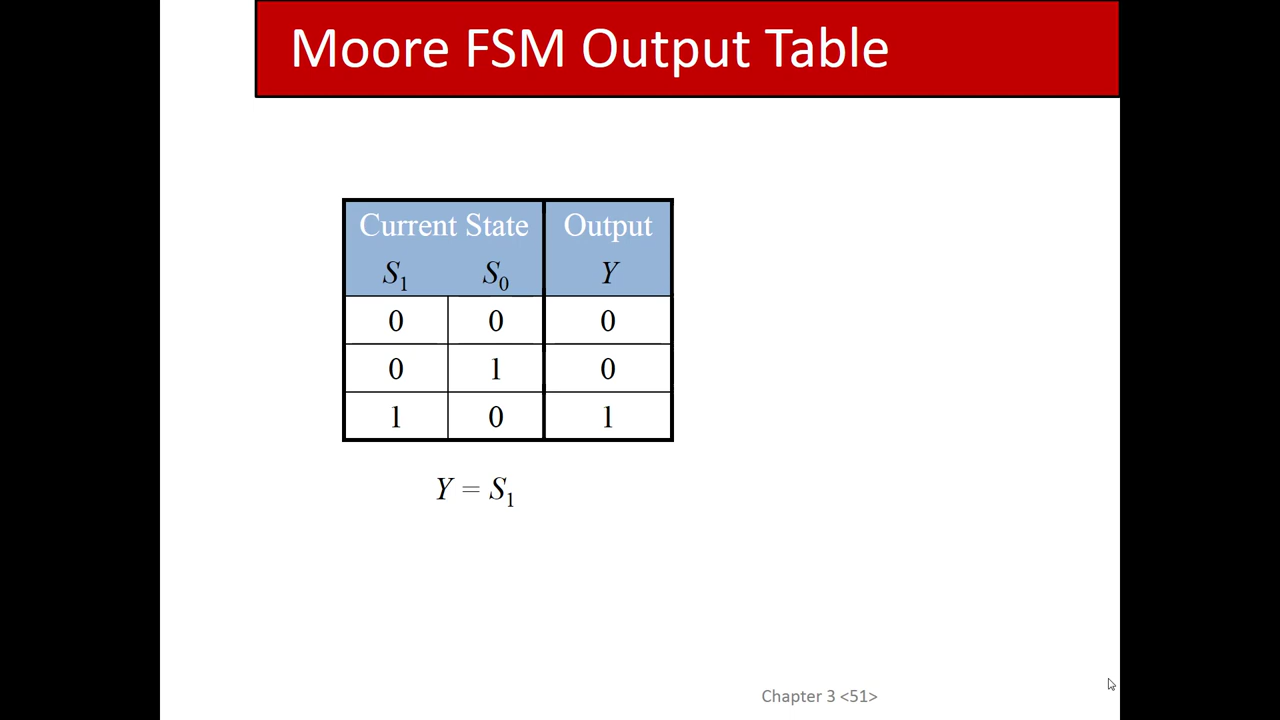 Moore FSM Output Table
Current State Output
S₁ S₀ Y
0 0 0
0 1 0
1 0 1
Y = S₁
Chapter 3 <51>